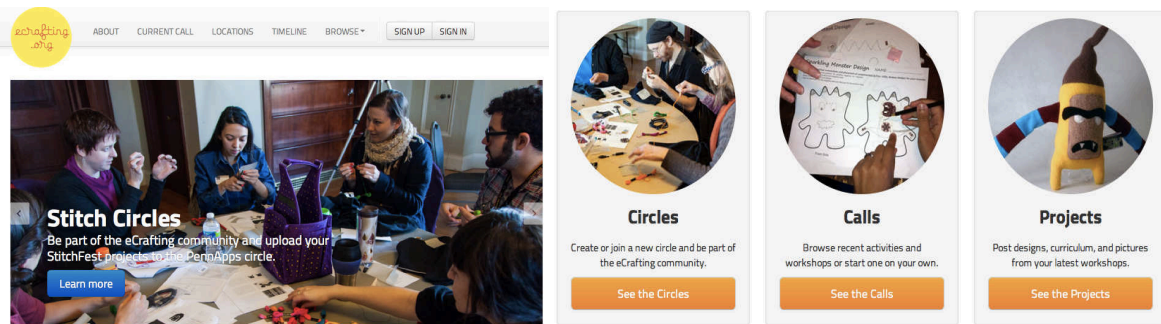 ecrafting
.org
ABOUT
CURRENT CALL
LOCATIONS
TIMELINE
BROWSE
SIGN UP
SIGN IN
Stitch Circles
Be part of the eCrafting community and upload your
StitchFest projects to the PennApps circle.
Learn more
Circles
Create or join a new circle and be part of
the eCrafting community.
See the Circles
Sparkling Monster Design
Calls
Browse recent activities and
workshops or start one on your own.
See the Calls
Projects
Post designs, curriculum, and pictures
from your latest workshops.
See the Projects